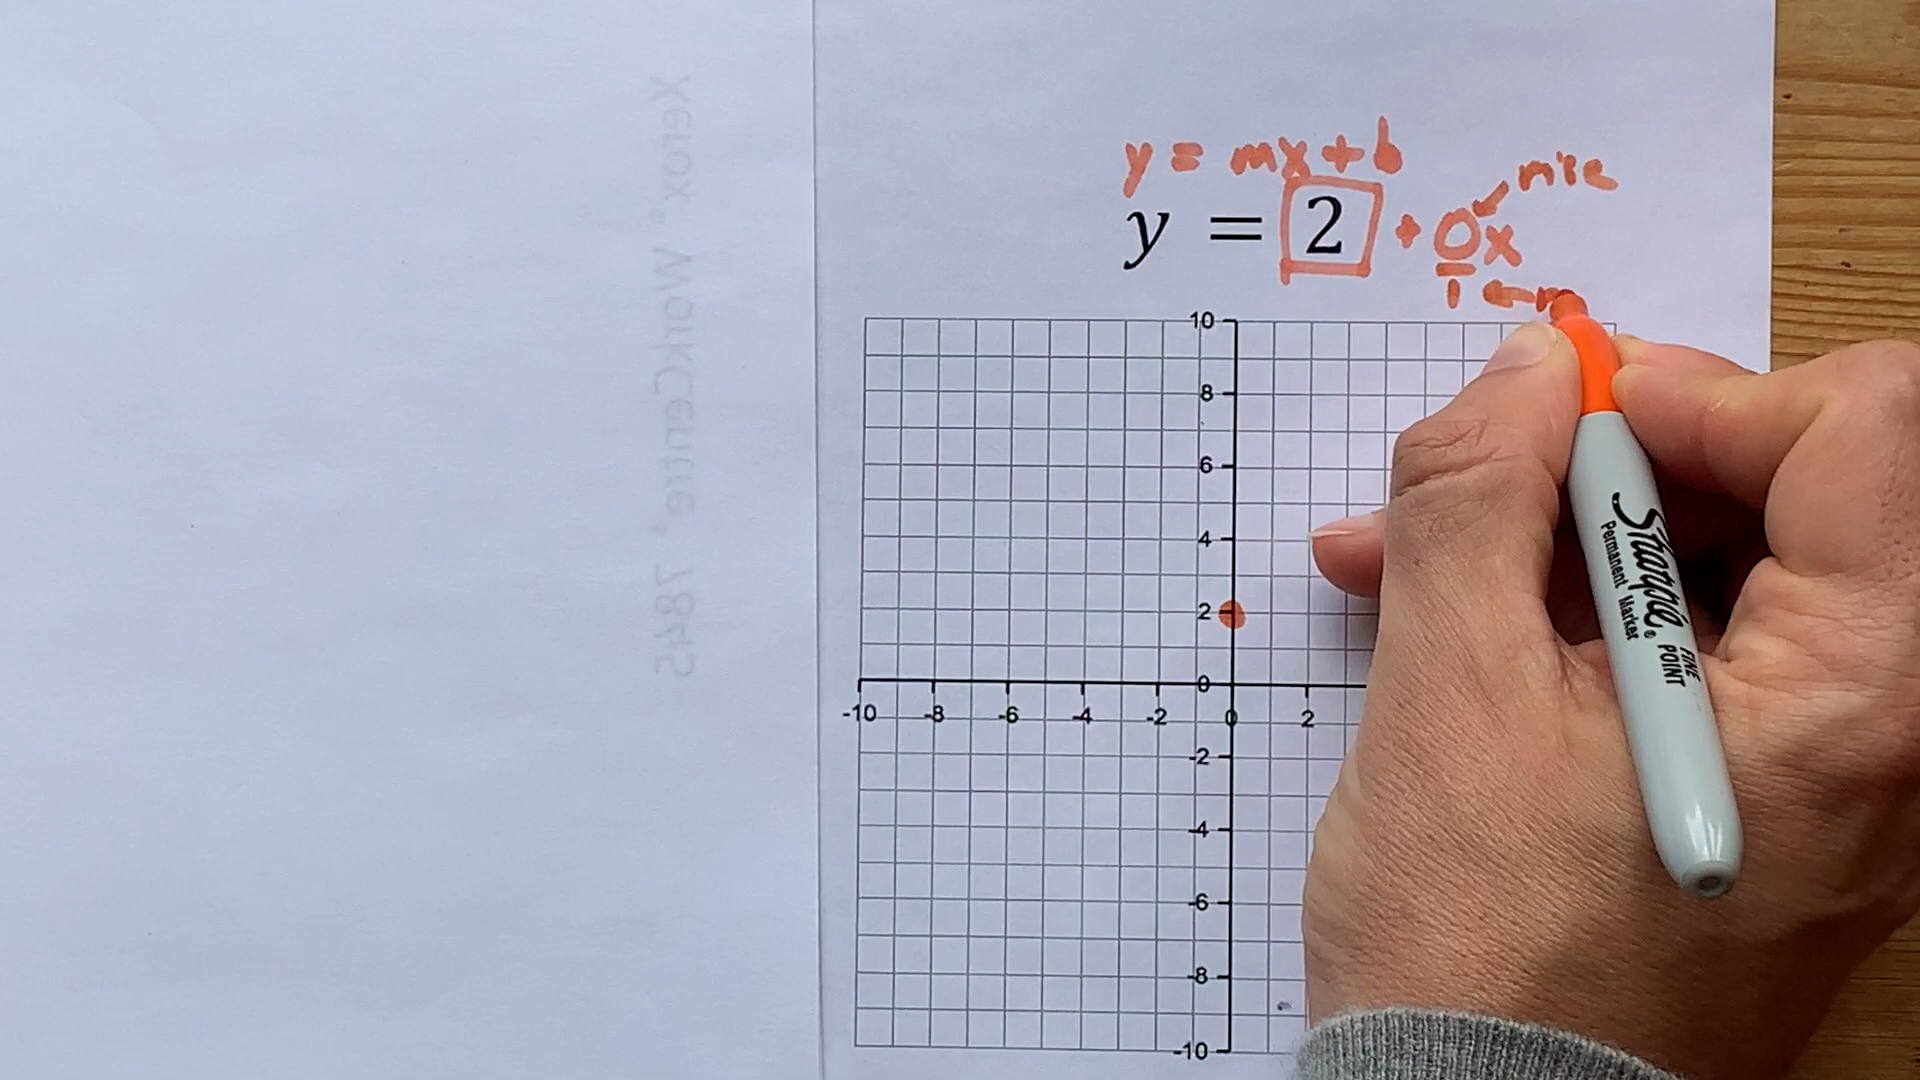 y = mx+b
rise
y = 2 + 0x
1 ← r
10
8
6
4
2
0
-10 -8 -6 -4 -2 0 2
-2
-4
-6
-8
-10
Sharpie.
FINE POINT
Permanent Marker
Xerox. WorkCentre. 7845